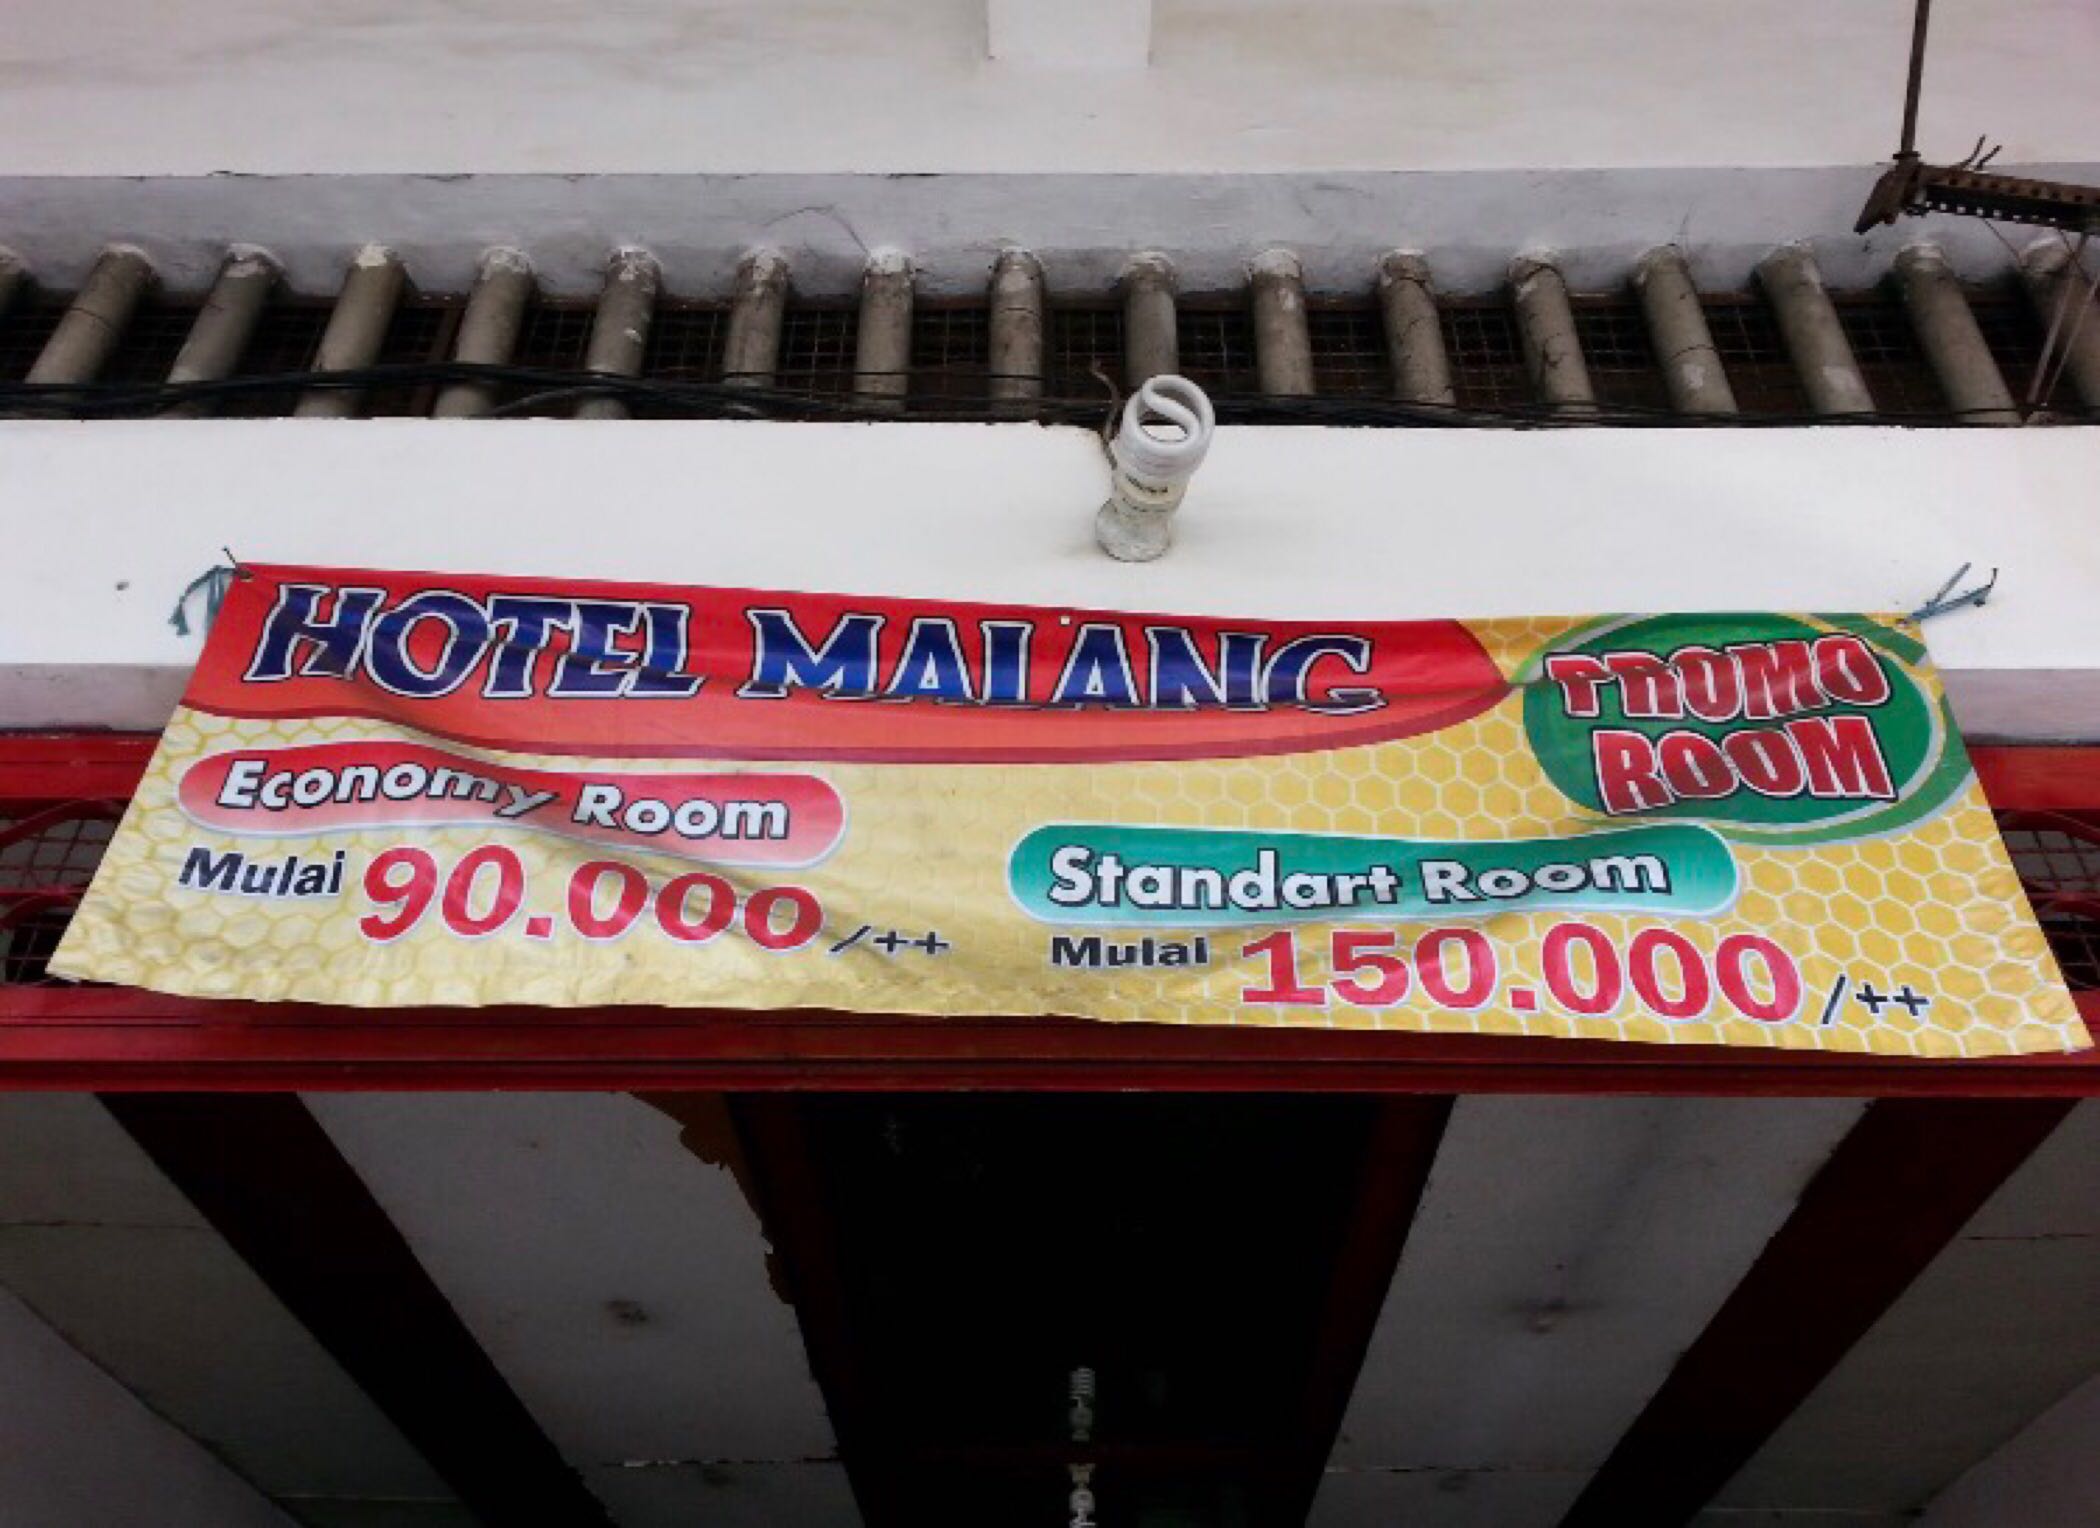 HOTEL MALANG
PROMO
ROOM
Economy Room
Mulai 90.000 /++
Standart Room
Mulai 150.000 /++